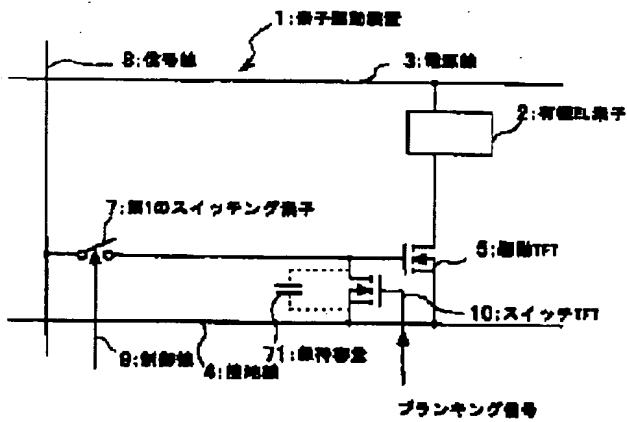 1:素子駆動装置
8:信号線
3:電源線
2:有機EL素子
7:第1のスイッチング素子
5:駆動TFT
10:スイッチTFT
71:保持容量
9:制御線
4:接地線
ブランキング信号